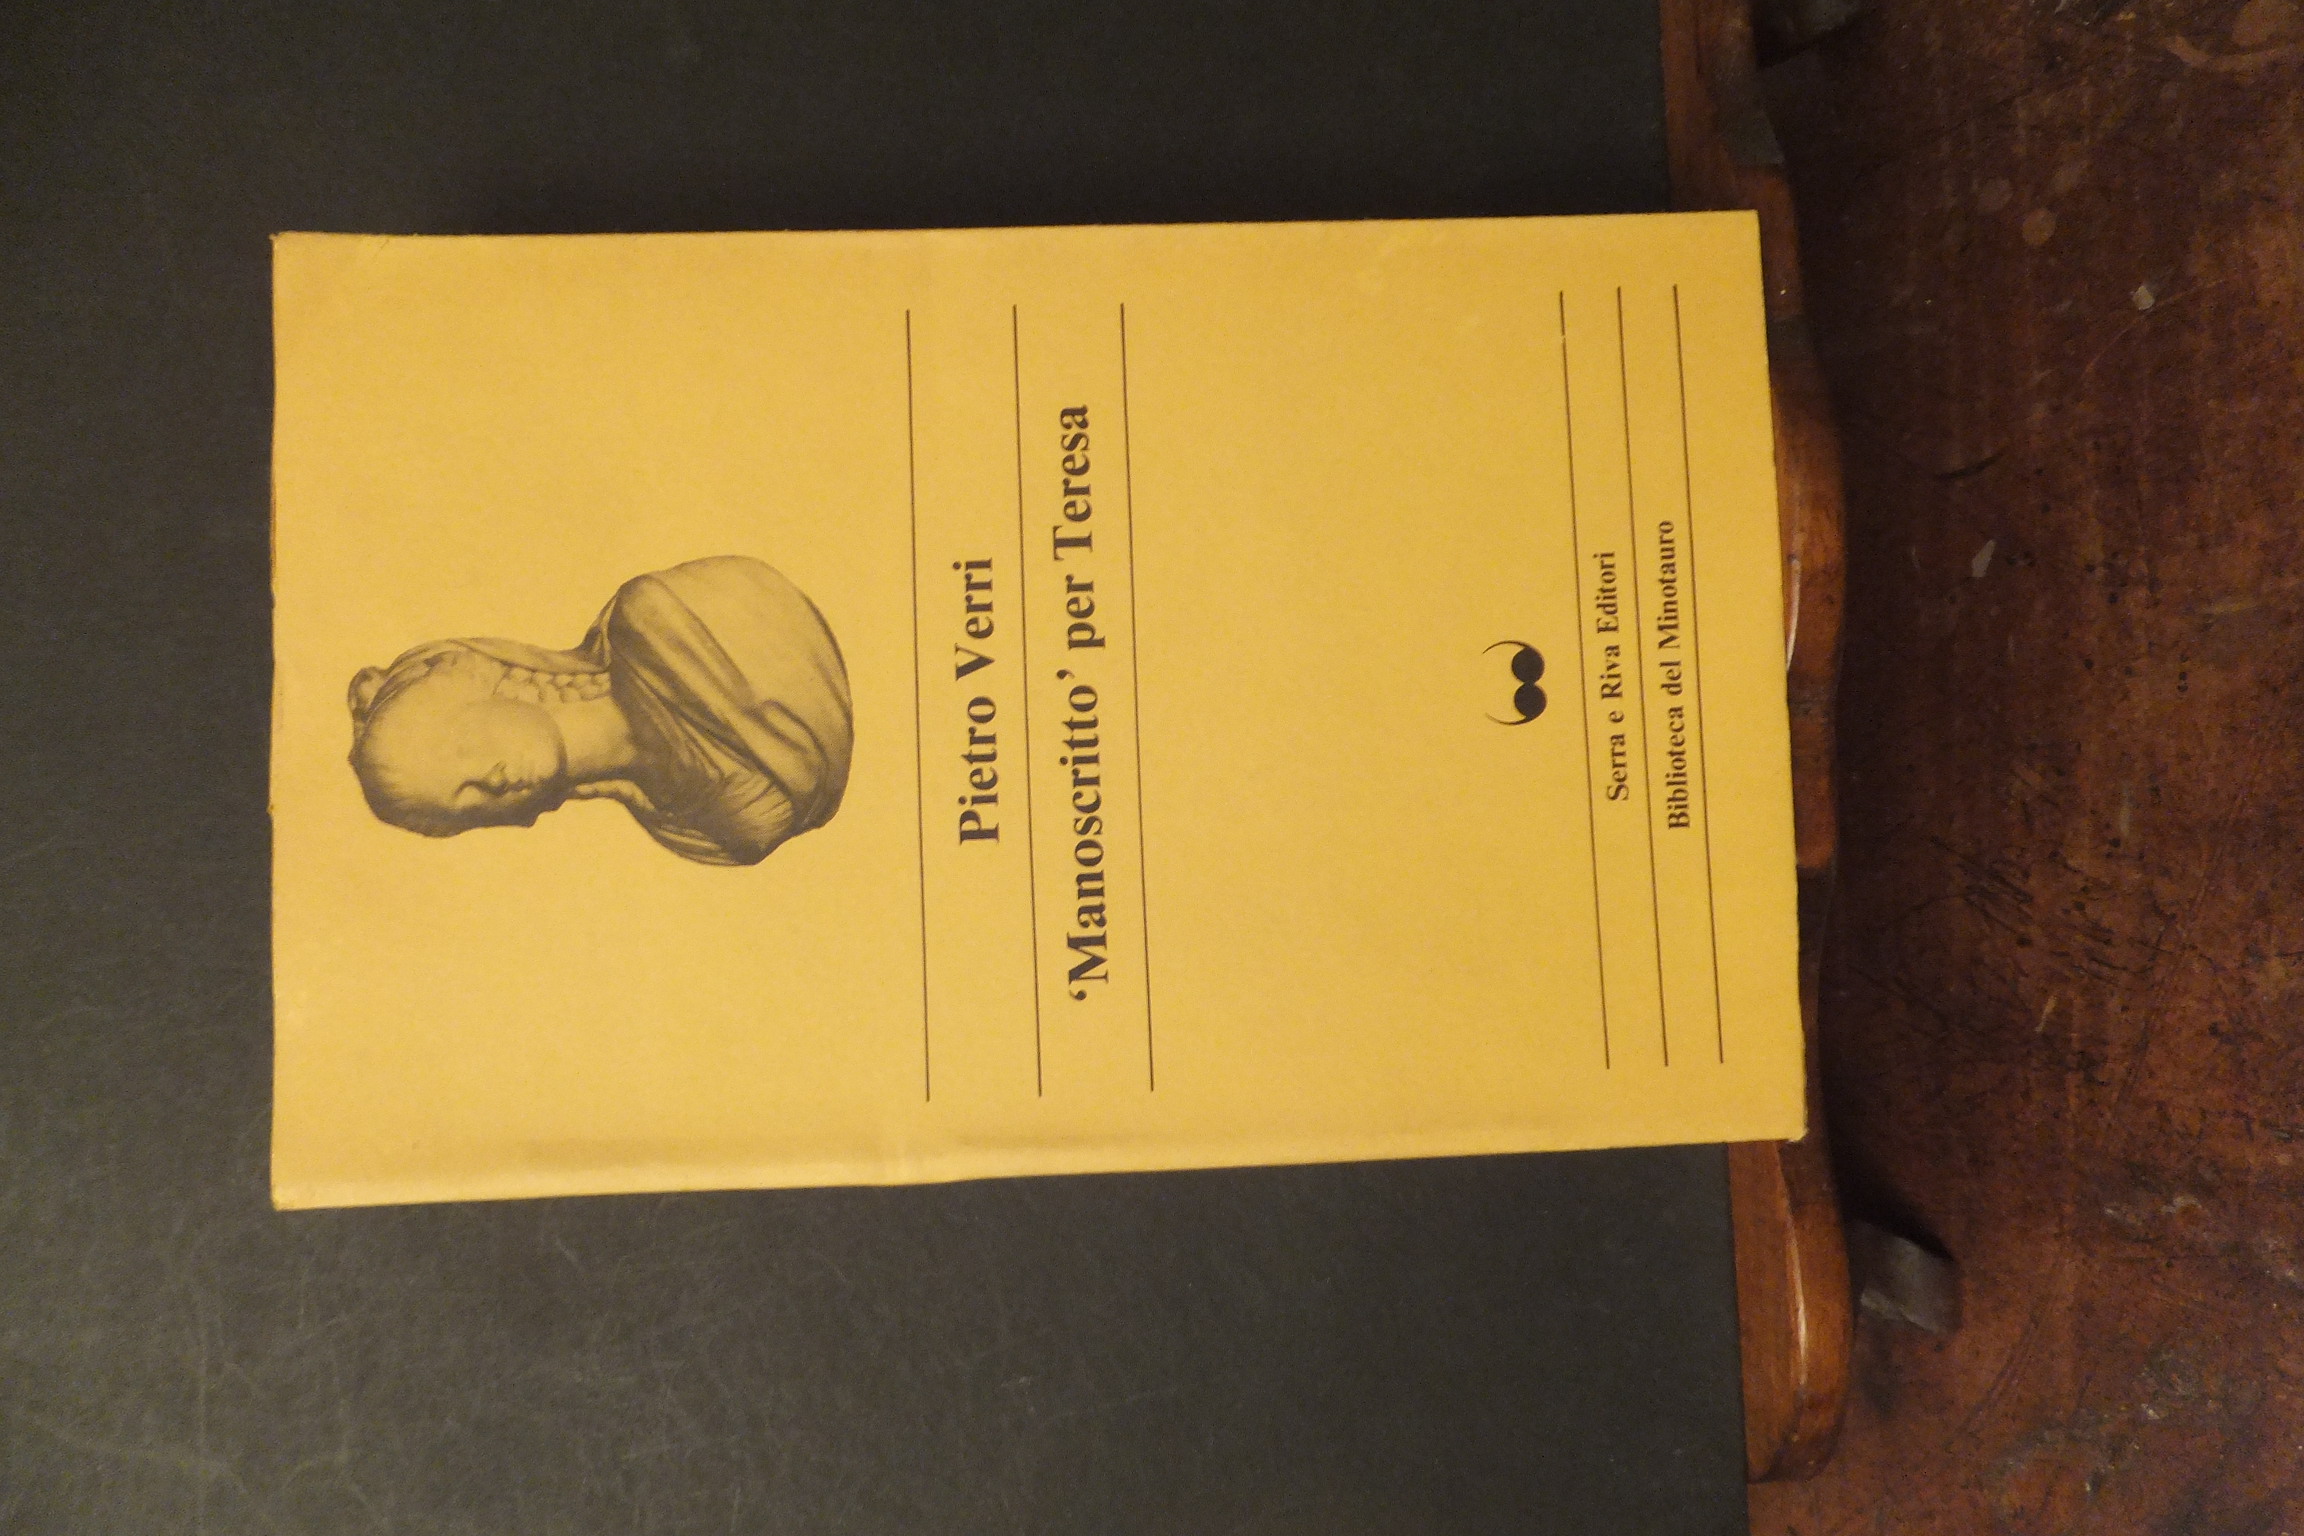 Pietro Verri
‘Manoscritto’ per Teresa
Serra e Riva Editori
Biblioteca del Minotauro